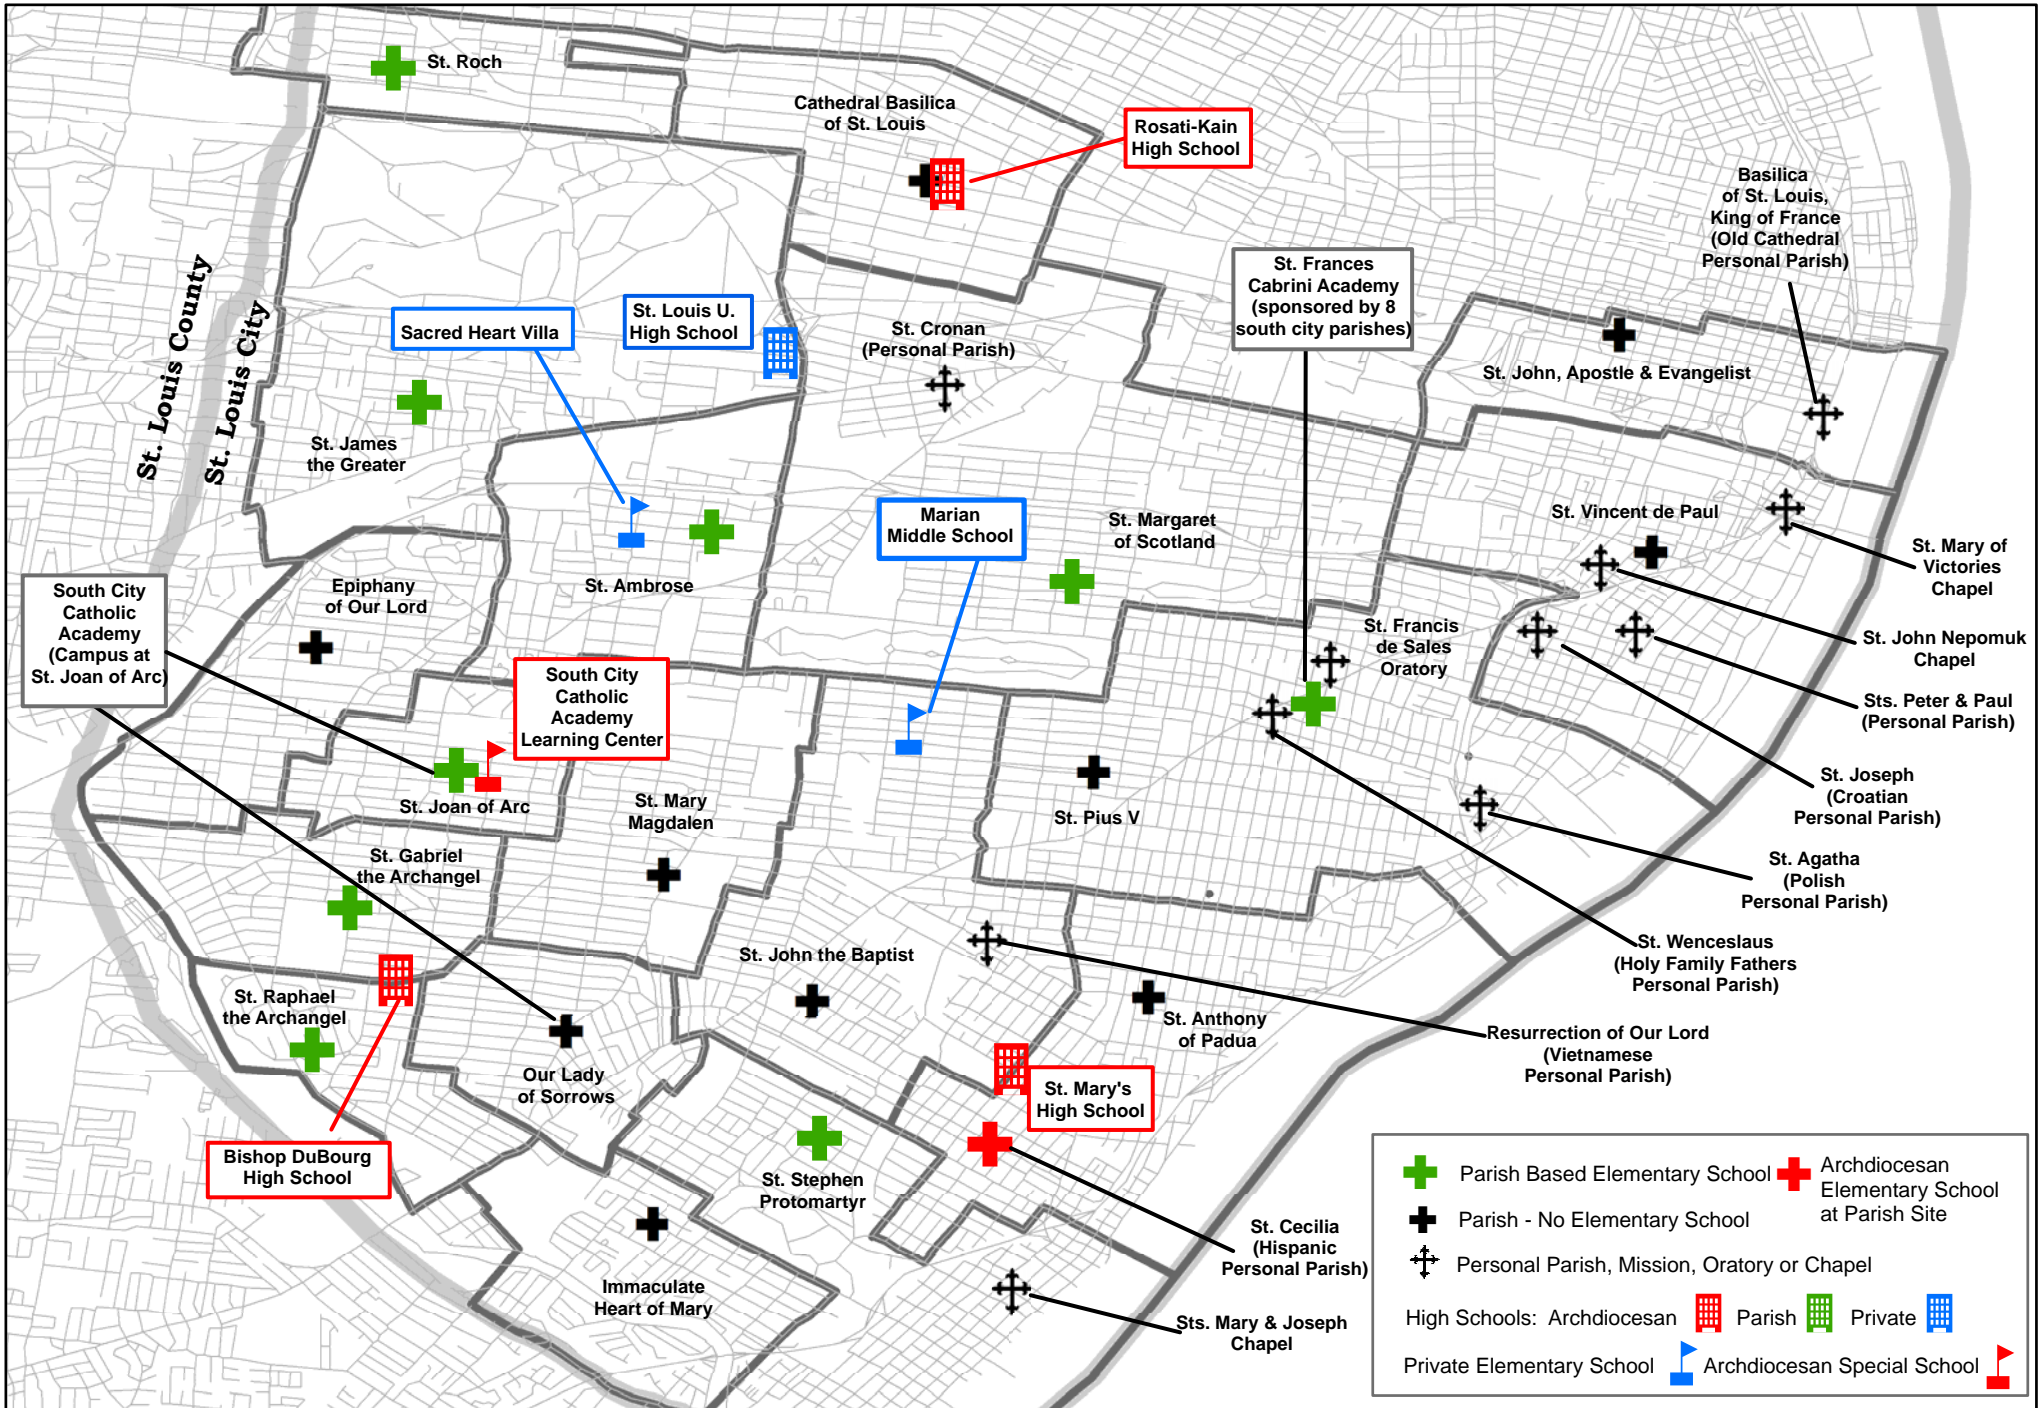 St. Roch
Cathedral Basilica
of St. Louis
Rosati-Kain
High School
Basilica
of St. Louis,
King of France
(Old Cathedral
Personal Parish)
St. Louis County
St. Louis City
Sacred Heart Villa
St. Louis U.
High School
St. Cronan
(Personal Parish)
St. Frances
Cabrini Academy
(sponsored by 8
south city parishes)
St. John, Apostle & Evangelist
St. James
the Greater
Marian
Middle School
St. Margaret
of Scotland
St. Vincent de Paul
St. Mary of
Victories
Chapel
South City
Catholic
Academy
(Campus at
St. Joan of Arc)
Epiphany
of Our Lord
St. Ambrose
St. Francis
de Sales
Oratory
St. John Nepomuk
Chapel
South City
Catholic
Academy
Learning Center
Sts. Peter & Paul
(Personal Parish)
St. Joan of Arc
St. Mary
Magdalen
St. Pius V
St. Joseph
(Croatian
Personal Parish)
St. Gabriel
the Archangel
St. Agatha
(Polish
Personal Parish)
St. John the Baptist
St. Wenceslaus
(Holy Family Fathers
Personal Parish)
St. Raphael
the Archangel
St. Anthony
of Padua
Resurrection of Our Lord
(Vietnamese
Personal Parish)
Our Lady
of Sorrows
St. Mary's
High School
Bishop DuBourg
High School
St. Stephen
Protomartyr
St. Cecilia
(Hispanic
Personal Parish)
Immaculate
Heart of Mary
Sts. Mary & Joseph
Chapel
Parish Based Elementary School
Archdiocesan
Elementary School
at Parish Site
Parish - No Elementary School
Personal Parish, Mission, Oratory or Chapel
High Schools: Archdiocesan Parish Private
Private Elementary School Archdiocesan Special School